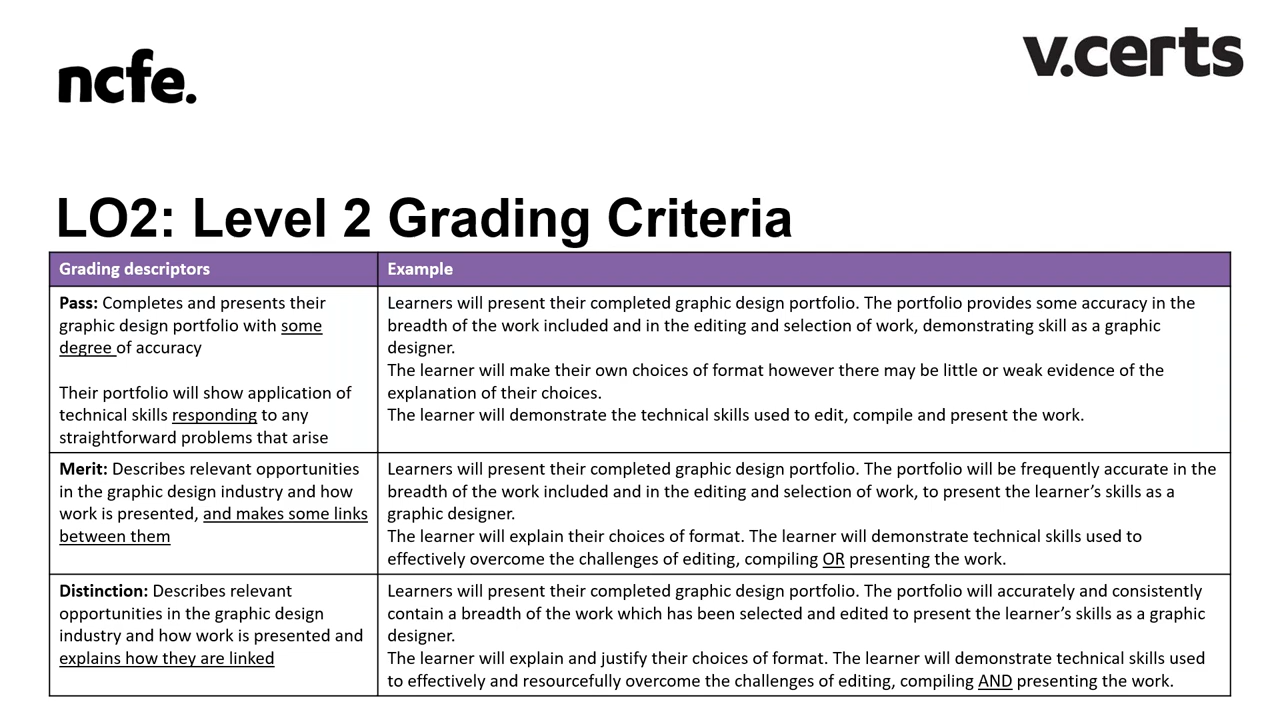 ncfe.
v.certs
LO2: Level 2 Grading Criteria
Grading descriptors
Example
Pass: Completes and presents their
graphic design portfolio with some
degree of accuracy
Their portfolio will show application of
technical skills responding to any
straightforward problems that arise
Learners will present their completed graphic design portfolio. The portfolio provides some accuracy in the
breadth of the work included and in the editing and selection of work, demonstrating skill as a graphic
designer.
The learner will make their own choices of format however there may be little or weak evidence of the
explanation of their choices.
The learner will demonstrate the technical skills used to edit, compile and present the work.
Merit: Describes relevant opportunities
in the graphic design industry and how
work is presented, and makes some links
between them
Learners will present their completed graphic design portfolio. The portfolio will be frequently accurate in the
breadth of the work included and in the editing and selection of work, to present the learner’s skills as a
graphic designer.
The learner will explain their choices of format. The learner will demonstrate technical skills used to
effectively overcome the challenges of editing, compiling OR presenting the work.
Distinction: Describes relevant
opportunities in the graphic design
industry and how work is presented and
explains how they are linked
Learners will present their completed graphic design portfolio. The portfolio will accurately and consistently
contain a breadth of the work which has been selected and edited to present the learner’s skills as a graphic
designer.
The learner will explain and justify their choices of format. The learner will demonstrate technical skills used
to effectively and resourcefully overcome the challenges of editing, compiling AND presenting the work.